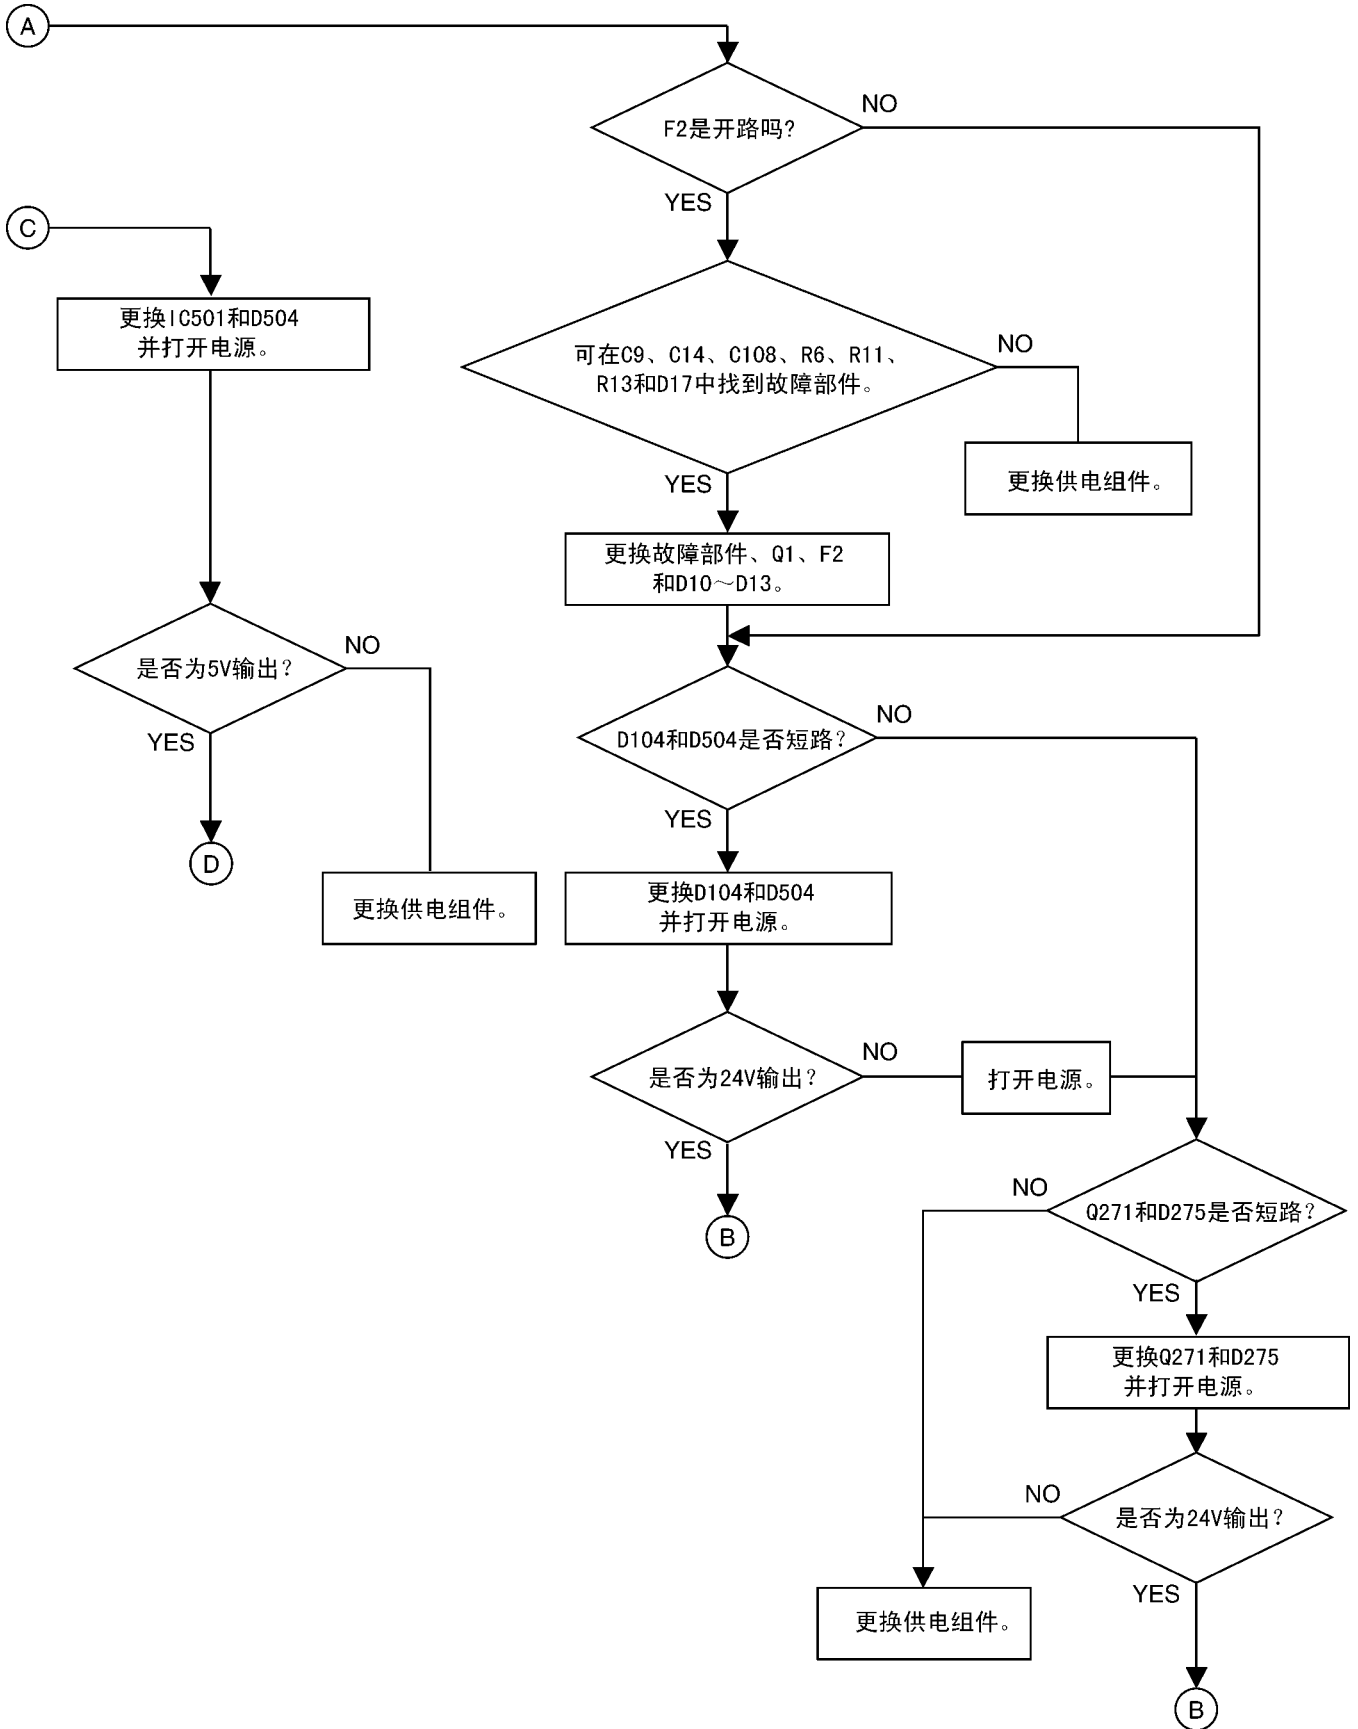 A
F2是开路吗?
NO
YES
C
更换IC501和D504
并打开电源。
可在C9、C14、C108、R6、R11、
R13和D17中找到故障部件。
NO
YES
更换供电组件。
更换故障部件、Q1、F2
和D10～D13。
是否为5V输出?
NO
YES
D
更换供电组件。
D104和D504是否短路?
NO
YES
更换D104和D504
并打开电源。
是否为24V输出?
NO
打开电源。
YES
B
Q271和D275是否短路?
NO
YES
更换Q271和D275
并打开电源。
是否为24V输出?
NO
YES
更换供电组件。
B